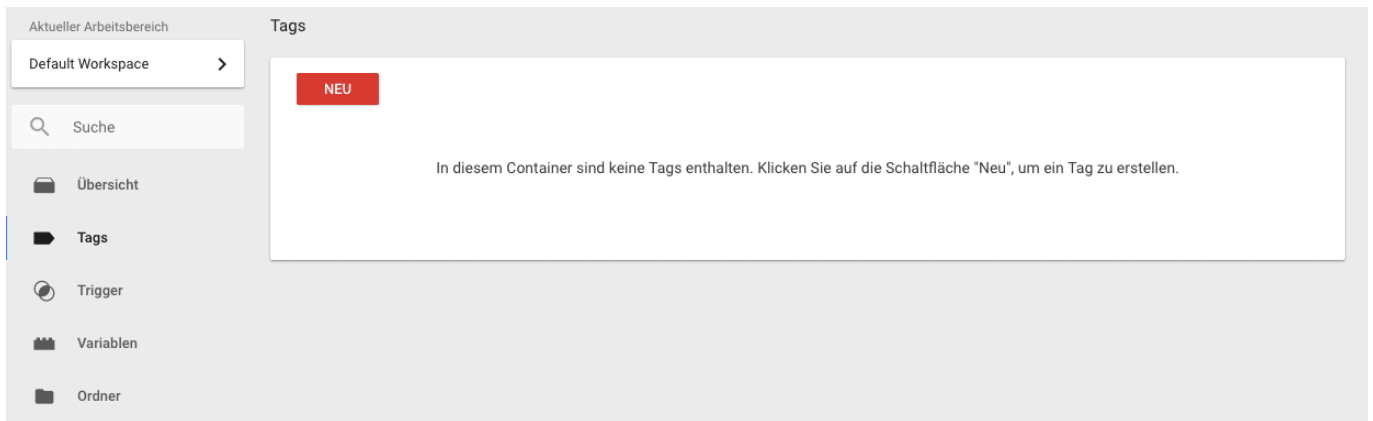 Aktueller Arbeitsbereich
Default Workspace
Suche
Übersicht
Tags
Trigger
Variablen
Ordner
Tags
NEU
In diesem Container sind keine Tags enthalten. Klicken Sie auf die Schaltfläche "Neu", um ein Tag zu erstellen.